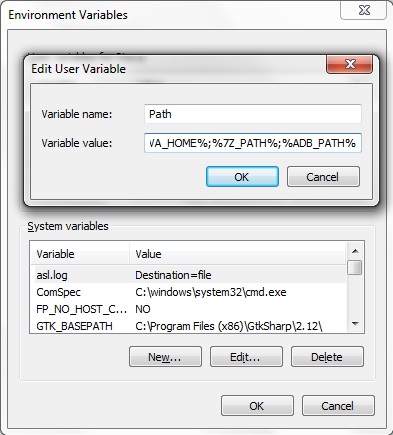 Environment Variables
Edit User Variable
Variable name:
Path
Variable value:
VA_HOME%;%7Z_PATH%;%ADB_PATH%
OK
Cancel
System variables
Variable
Value
asl.log
Destination=file
ComSpec
C:\windows\system32\cmd.exe
FP_NO_HOST_C...
NO
GTK_BASEPATH
C:\Program Files (x86)\GtkSharp\2.12\
New...
Edit...
Delete
OK
Cancel